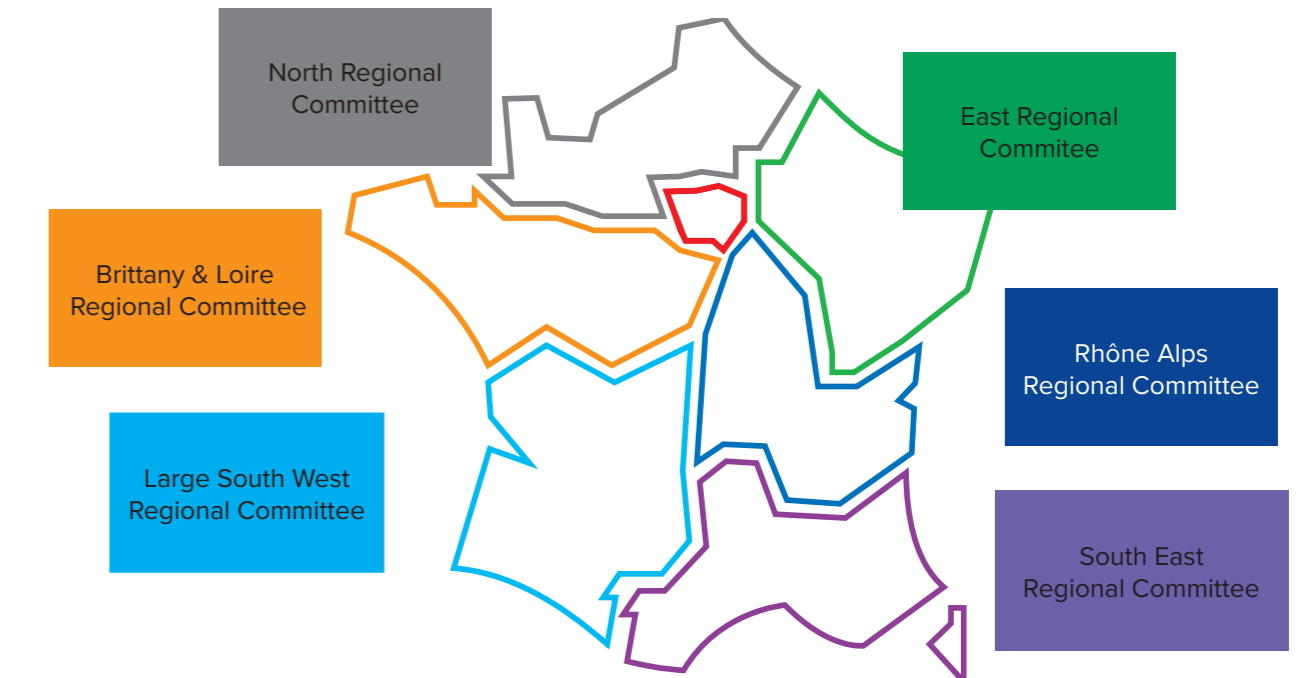 North Regional
Committee
East Regional
Commitee
Brittany & Loire
Regional Committee
Rhône Alps
Regional Committee
Large South West
Regional Committee
South East
Regional Committee